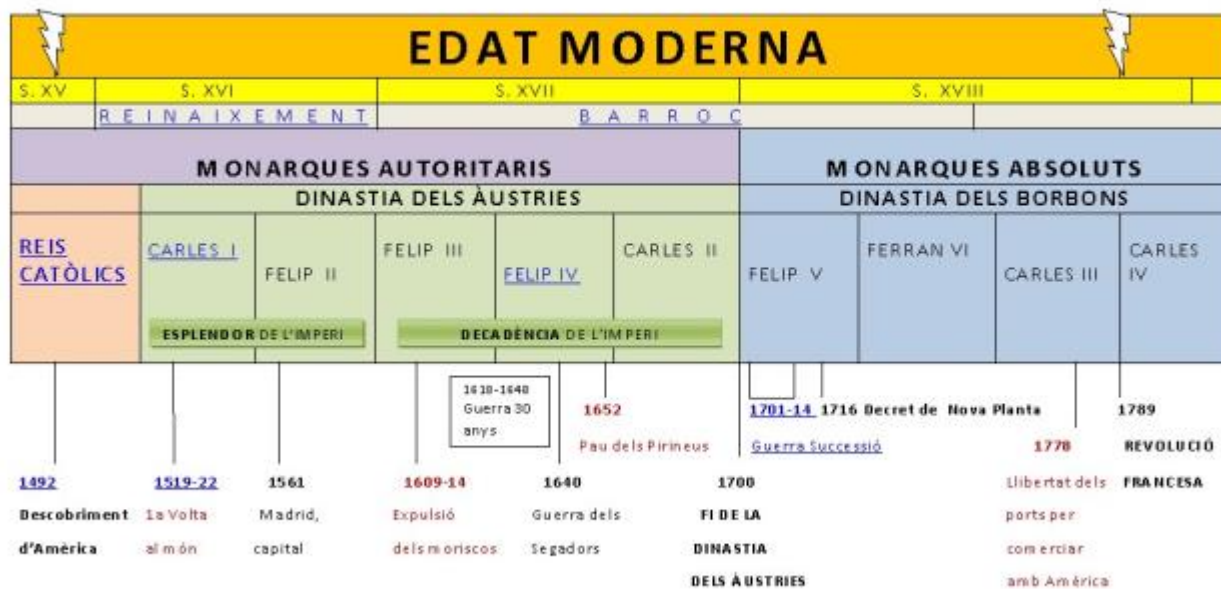 EDAT MODERNA
S. XV S. XVI S. XVII S. XVIII
REINAIXEMENT BARROC
MONARQUES AUTORITARIS MONARQUES ABSOLUTS
DINASTIA DELS ÀUSTRIES DINASTIA DELS BORBONS
REIS
CATÒLICS
CARLES I
FELIP II
FELIP III
FELIP IV
CARLES II
FELIP V
FERRAN VI
CARLES III
CARLES
IV
ESPLENDOR DE L'IMPERI
DECADÈNCIA DE L'IMPERI
1618-1648
Guerra 30
anys
1652
Pau dels Pirineus
1701-14
Guerra Successió
1716 Decret de Nova Planta
1789
REVOLUCIÓ
FRANCESA
1492
Descobriment
d'Amèrica
1519-22
1a Volta
al món
1561
Madrid,
capital
1609-14
Expulsió
dels moriscos
1640
Guerra dels
Segadors
1700
FI DE LA
DINASTIA
DELS ÀUSTRIES
1778
Llibertat dels
ports per
comerciar
amb Amèrica